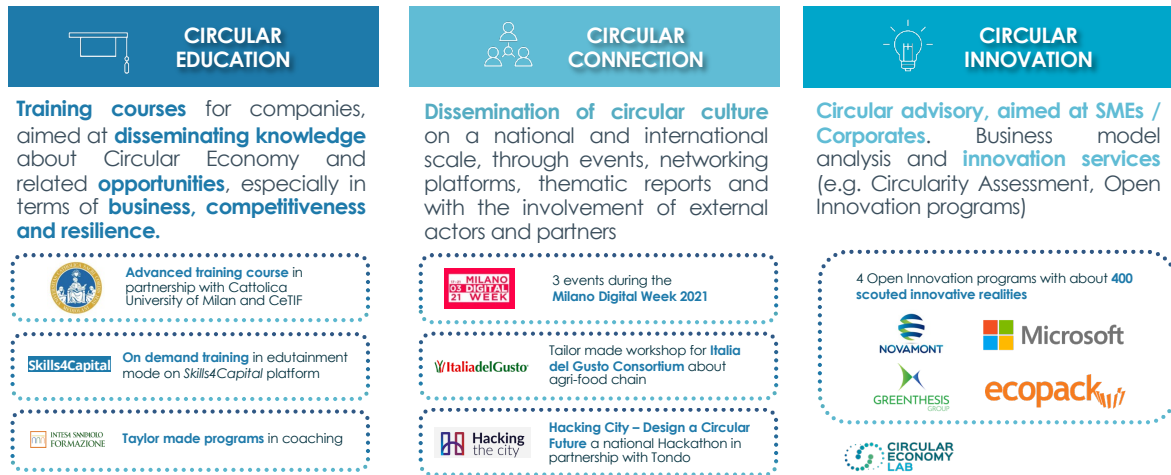 CIRCULAR
EDUCATION
Training courses for companies,
aimed at disseminating knowledge
about Circular Economy and
related opportunities, especially in
terms of business, competitiveness
and resilience.
Advanced training course in
partnership with Cattolica
University of Milan and CeTIF
Skills4Capital
On demand training in edutainment
mode on Skills4Capital platform
INTESA SANPAOLO
FORMAZIONE
Taylor made programs in coaching
CIRCULAR
CONNECTION
Dissemination of circular culture
on a national and international
scale, through events, networking
platforms, thematic reports and
with the involvement of external
actors and partners
MILANO
03 DIGITAL
21 WEEK
3 events during the
Milano Digital Week 2021
ItaliadelGusto
Tailor made workshop for Italia
del Gusto Consortium about
agri-food chain
Hacking
the city
Hacking City – Design a Circular
Future a national Hackathon in
partnership with Tondo
CIRCULAR
INNOVATION
Circular advisory, aimed at SMEs /
Corporates. Business model
analysis and innovation services
(e.g. Circularity Assessment, Open
Innovation programs)
4 Open Innovation programs with about 400
scouted innovative realities
NOVAMONT
Microsoft
GREENTHESIS
GROUP
ecopack
CIRCULAR
ECONOMY
LAB